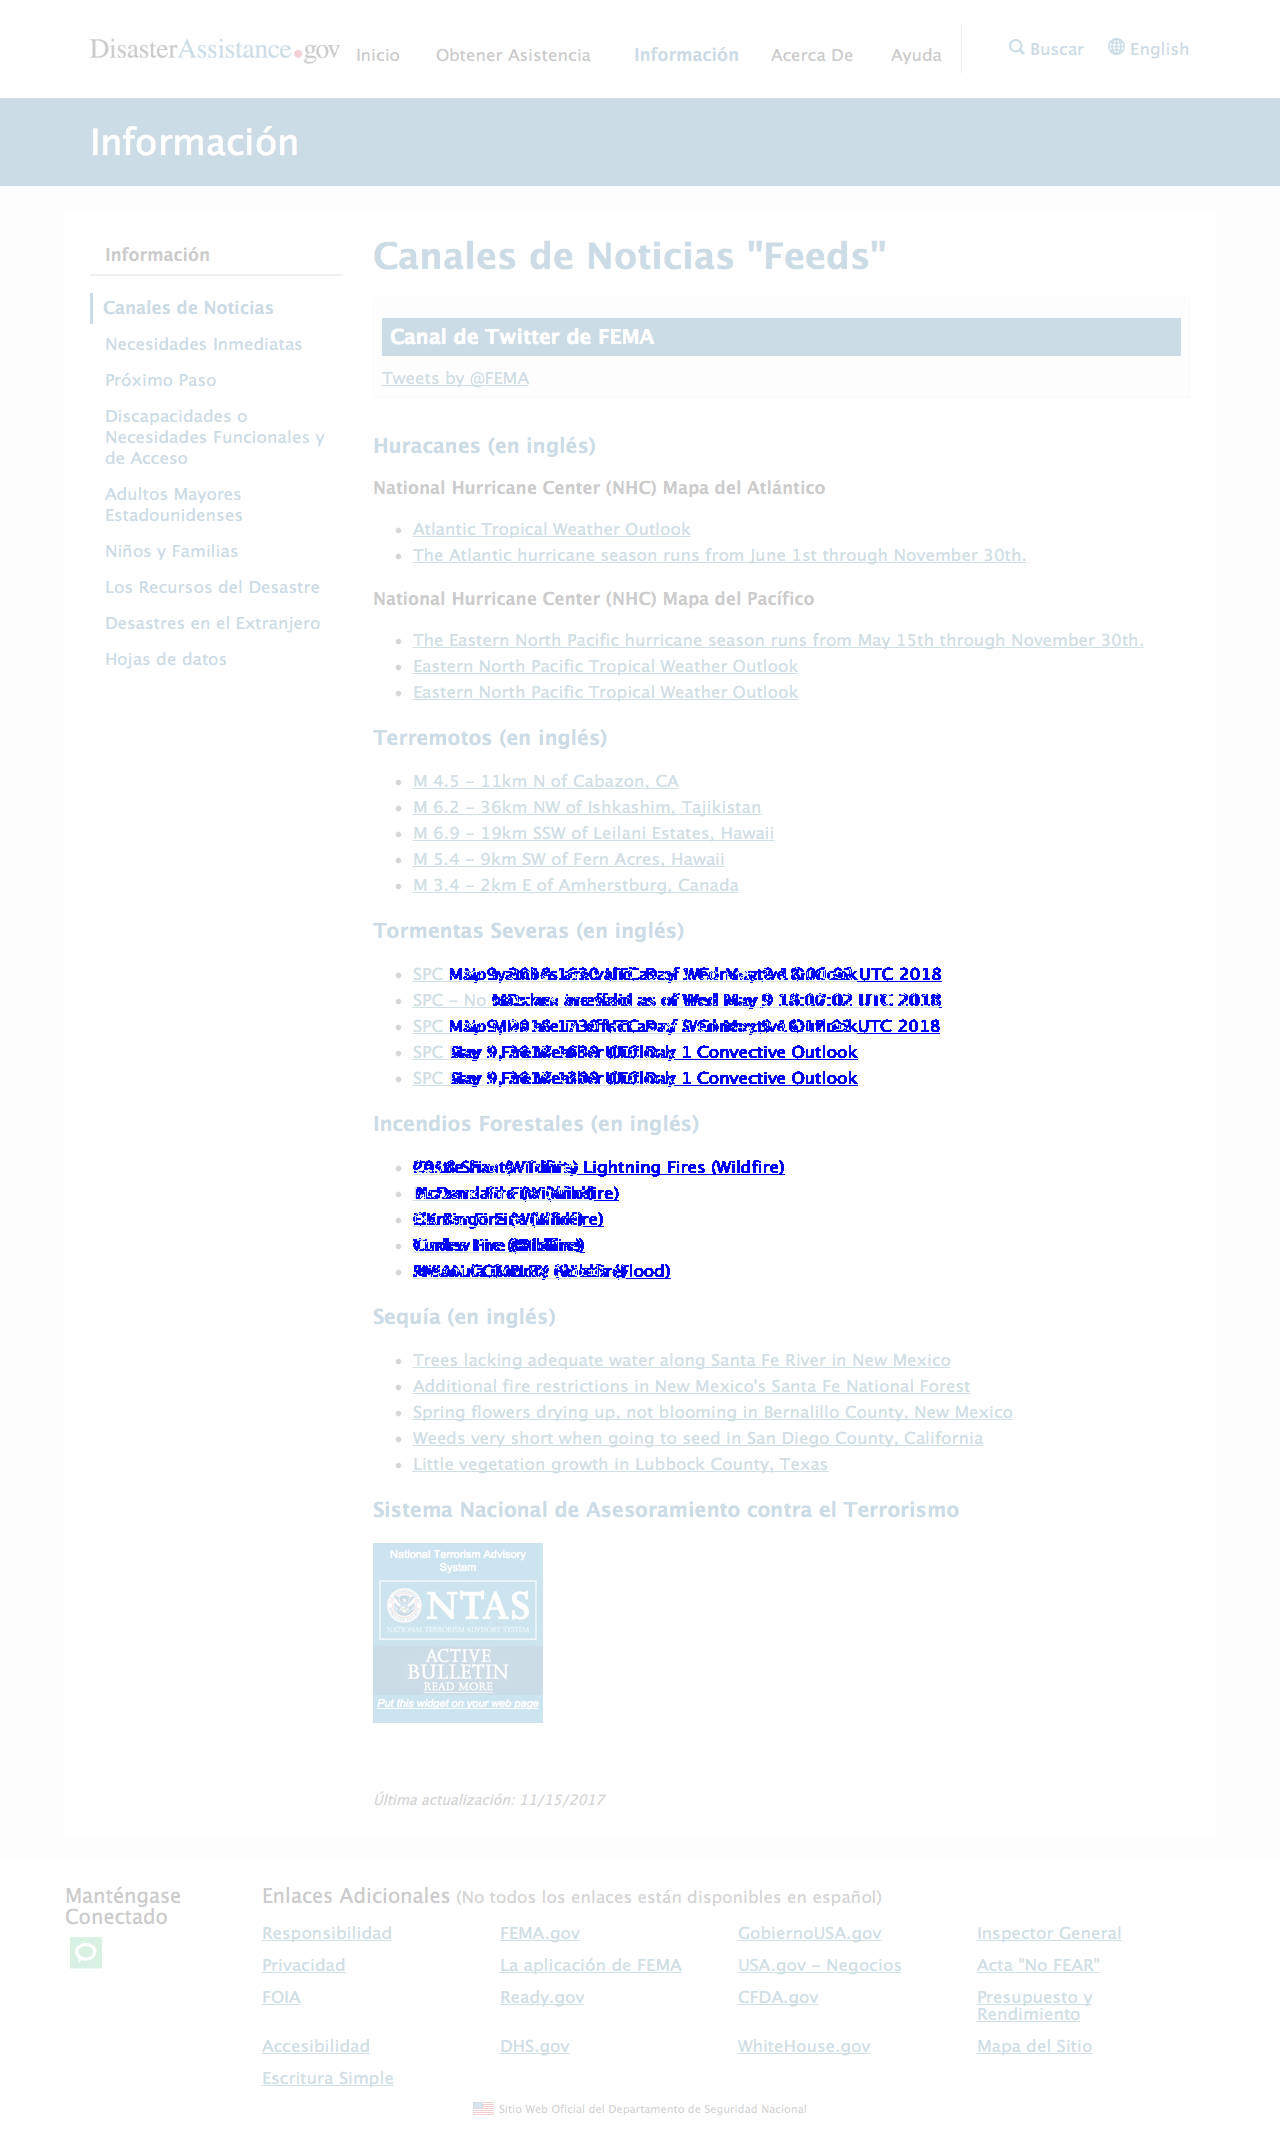 DisasterAssistance.gov
Inicio
Obtener Asistencia
Información
Acerca De
Ayuda
Buscar
English
Información
Información
Canales de Noticias
Necesidades Inmediatas
Próximo Paso
Discapacidades o
Necesidades Funcionales y
de Acceso
Adultos Mayores
Estadounidenses
Niños y Familias
Los Recursos del Desastre
Desastres en el Extranjero
Hojas de datos
Canales de Noticias "Feeds"
Canal de Twitter de FEMA
Tweets by @FEMA
Huracanes (en inglés)
National Hurricane Center (NHC) Mapa del Atlántico
Atlantic Tropical Weather Outlook
The Atlantic hurricane season runs from June 1st through November 30th.
National Hurricane Center (NHC) Mapa del Pacífico
The Eastern North Pacific hurricane season runs from May 15th through November 30th.
Eastern North Pacific Tropical Weather Outlook
Eastern North Pacific Tropical Weather Outlook
Terremotos (en inglés)
M 4.5 - 11km N of Cabazon, CA
M 6.2 - 36km NW of Ishkashim, Tajikistan
M 6.9 - 19km SSW of Leilani Estates, Hawaii
M 5.4 - 9km SW of Fern Acres, Hawaii
M 3.4 - 2km E of Amherstburg, Canada
Tormentas Severas (en inglés)
SPC UTC 2018
SPC - No UTC 2018
SPC UTC 2018
SPC 1 Convective Outlook
SPC 1 Convective Outlook
Incendios Forestales (en inglés)
Lightning Fires (Wildfire)
Sequía (en inglés)
Trees lacking adequate water along Santa Fe River in New Mexico
Additional fire restrictions in New Mexico's Santa Fe National Forest
Spring flowers drying up, not blooming in Bernalillo County, New Mexico
Weeds very short when going to seed in San Diego County, California
Little vegetation growth in Lubbock County, Texas
Sistema Nacional de Asesoramiento contra el Terrorismo
National Terrorism Advisory
System
NTAS
NATIONAL TERRORISM ADVISORY SYSTEM
ACTIVE
BULLETIN
READ MORE
Put this widget on your web page
Última actualización: 11/15/2017
Manténgase
Conectado
Enlaces Adicionales (No todos los enlaces están disponibles en español)
Responsibilidad
FEMA.gov
GobiernoUSA.gov
Inspector General
Privacidad
La aplicación de FEMA
USA.gov - Negocios
Acta "No FEAR"
FOIA
Ready.gov
CFDA.gov
Presupuesto y
Rendimiento
Accesibilidad
DHS.gov
WhiteHouse.gov
Mapa del Sitio
Escritura Simple
Sitio Web Oficial del Departamento de Seguridad Nacional